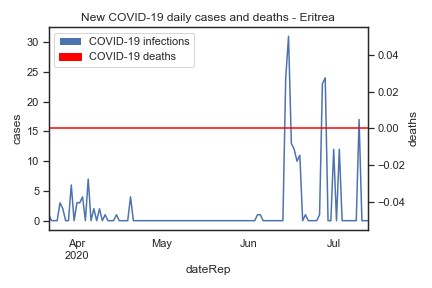 New COVID-19 daily cases and deaths - Eritrea
COVID-19 infections
COVID-19 deaths
30
25
20
15
10
5
0
cases
0.04
0.02
0.00
−0.02
−0.04
deaths
Apr
2020
May
Jun
Jul
dateRep